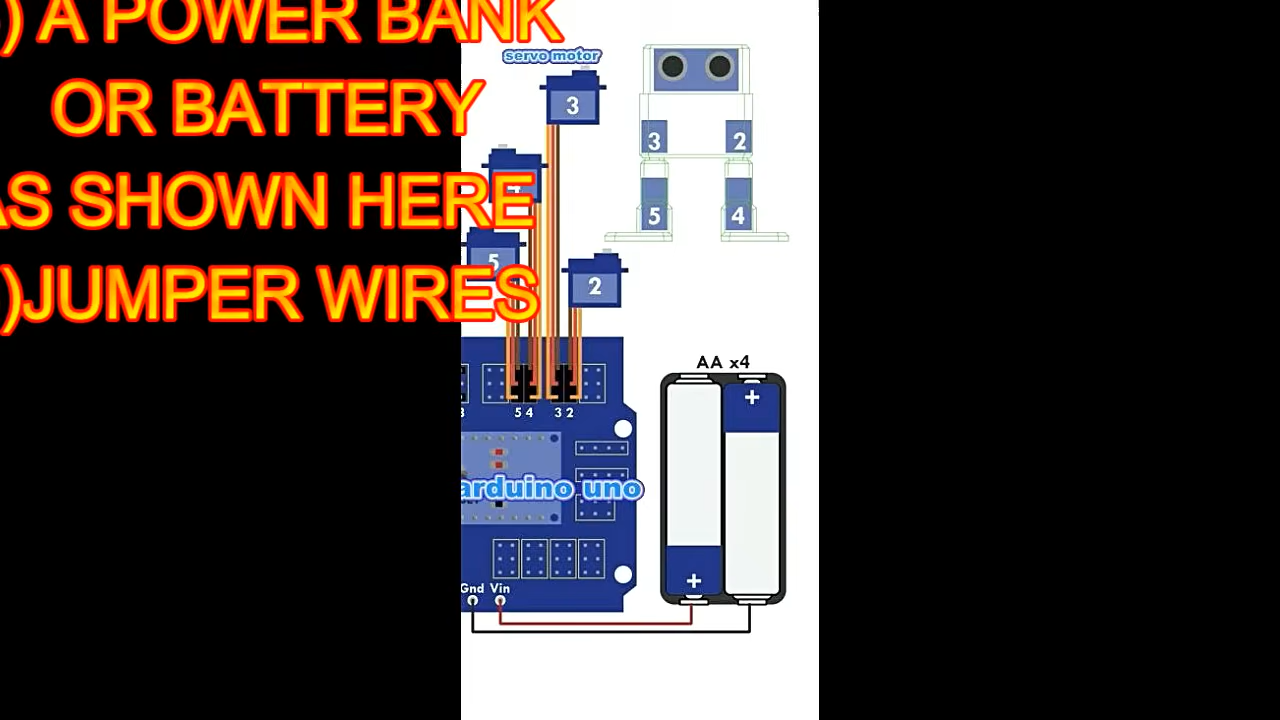 ) A POWER BANK
OR BATTERY
AS SHOWN HERE
)JUMPER WIRES
servo motor
3
3 2
5 4
5
2
AA x4
5 4 3 2
arduino uno
+
+
Gnd Vin